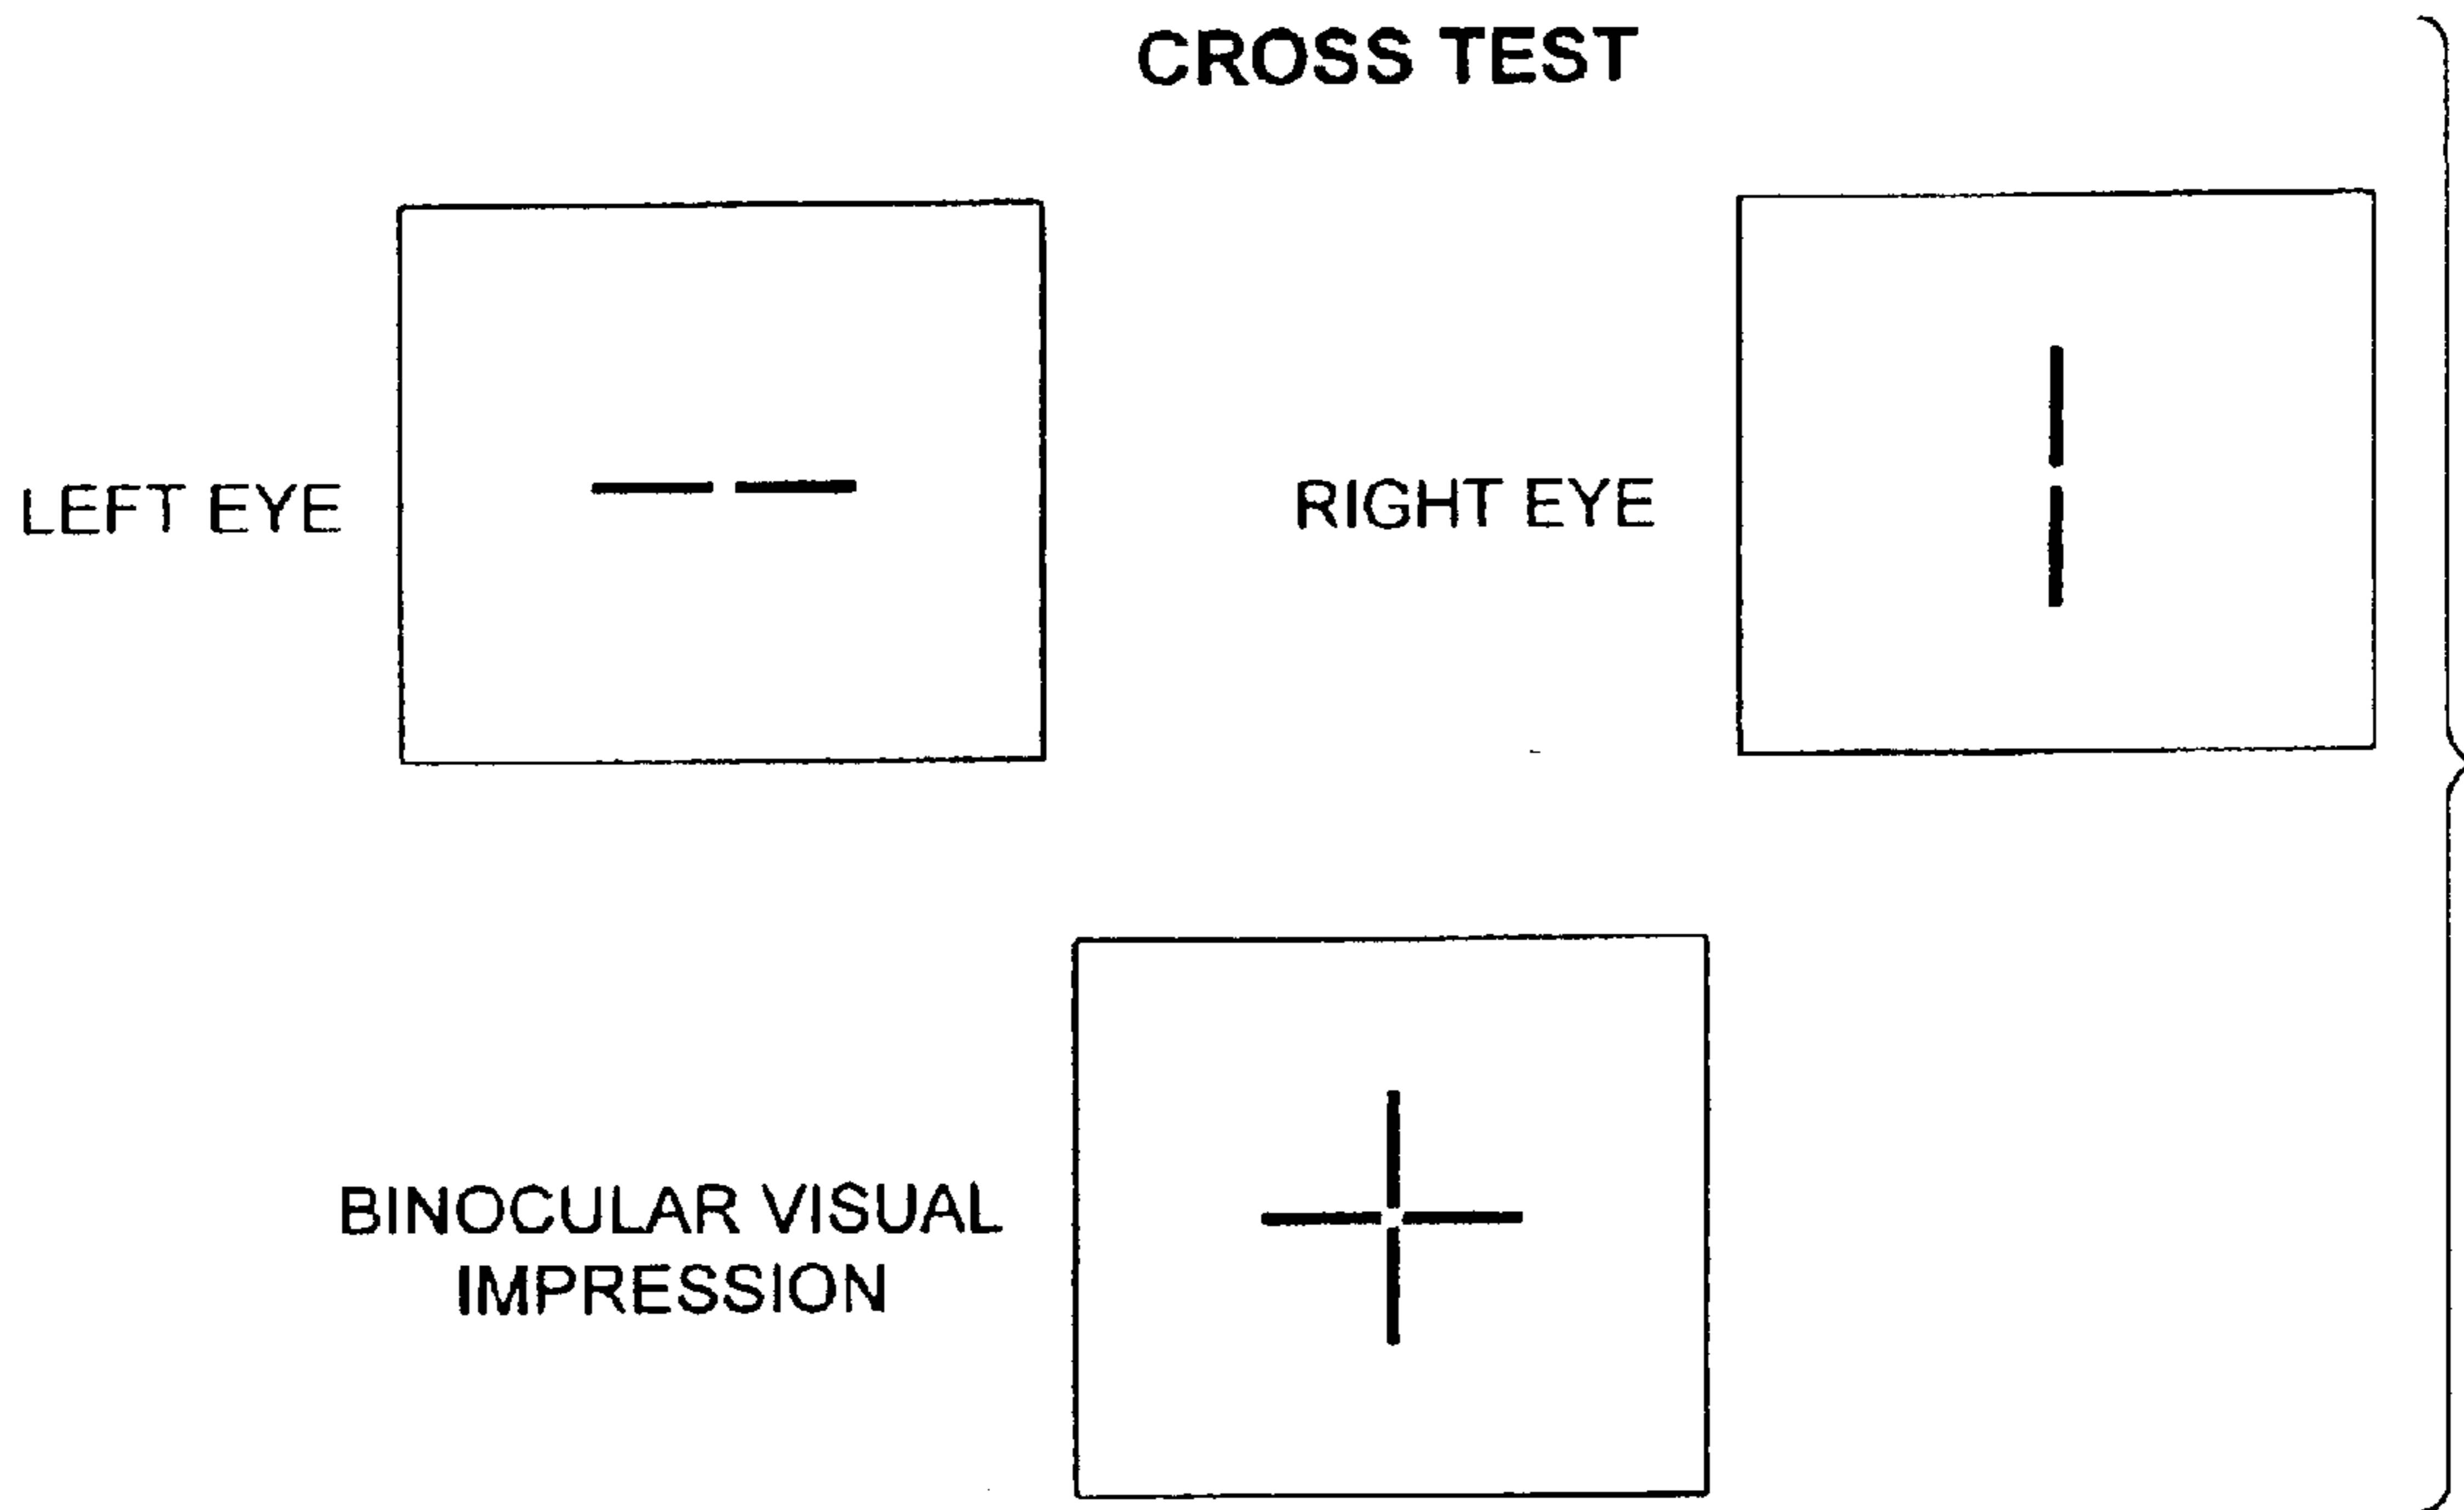 CROSS TEST
LEFT EYE
RIGHT EYE
BINOCULAR VISUAL
IMPRESSION